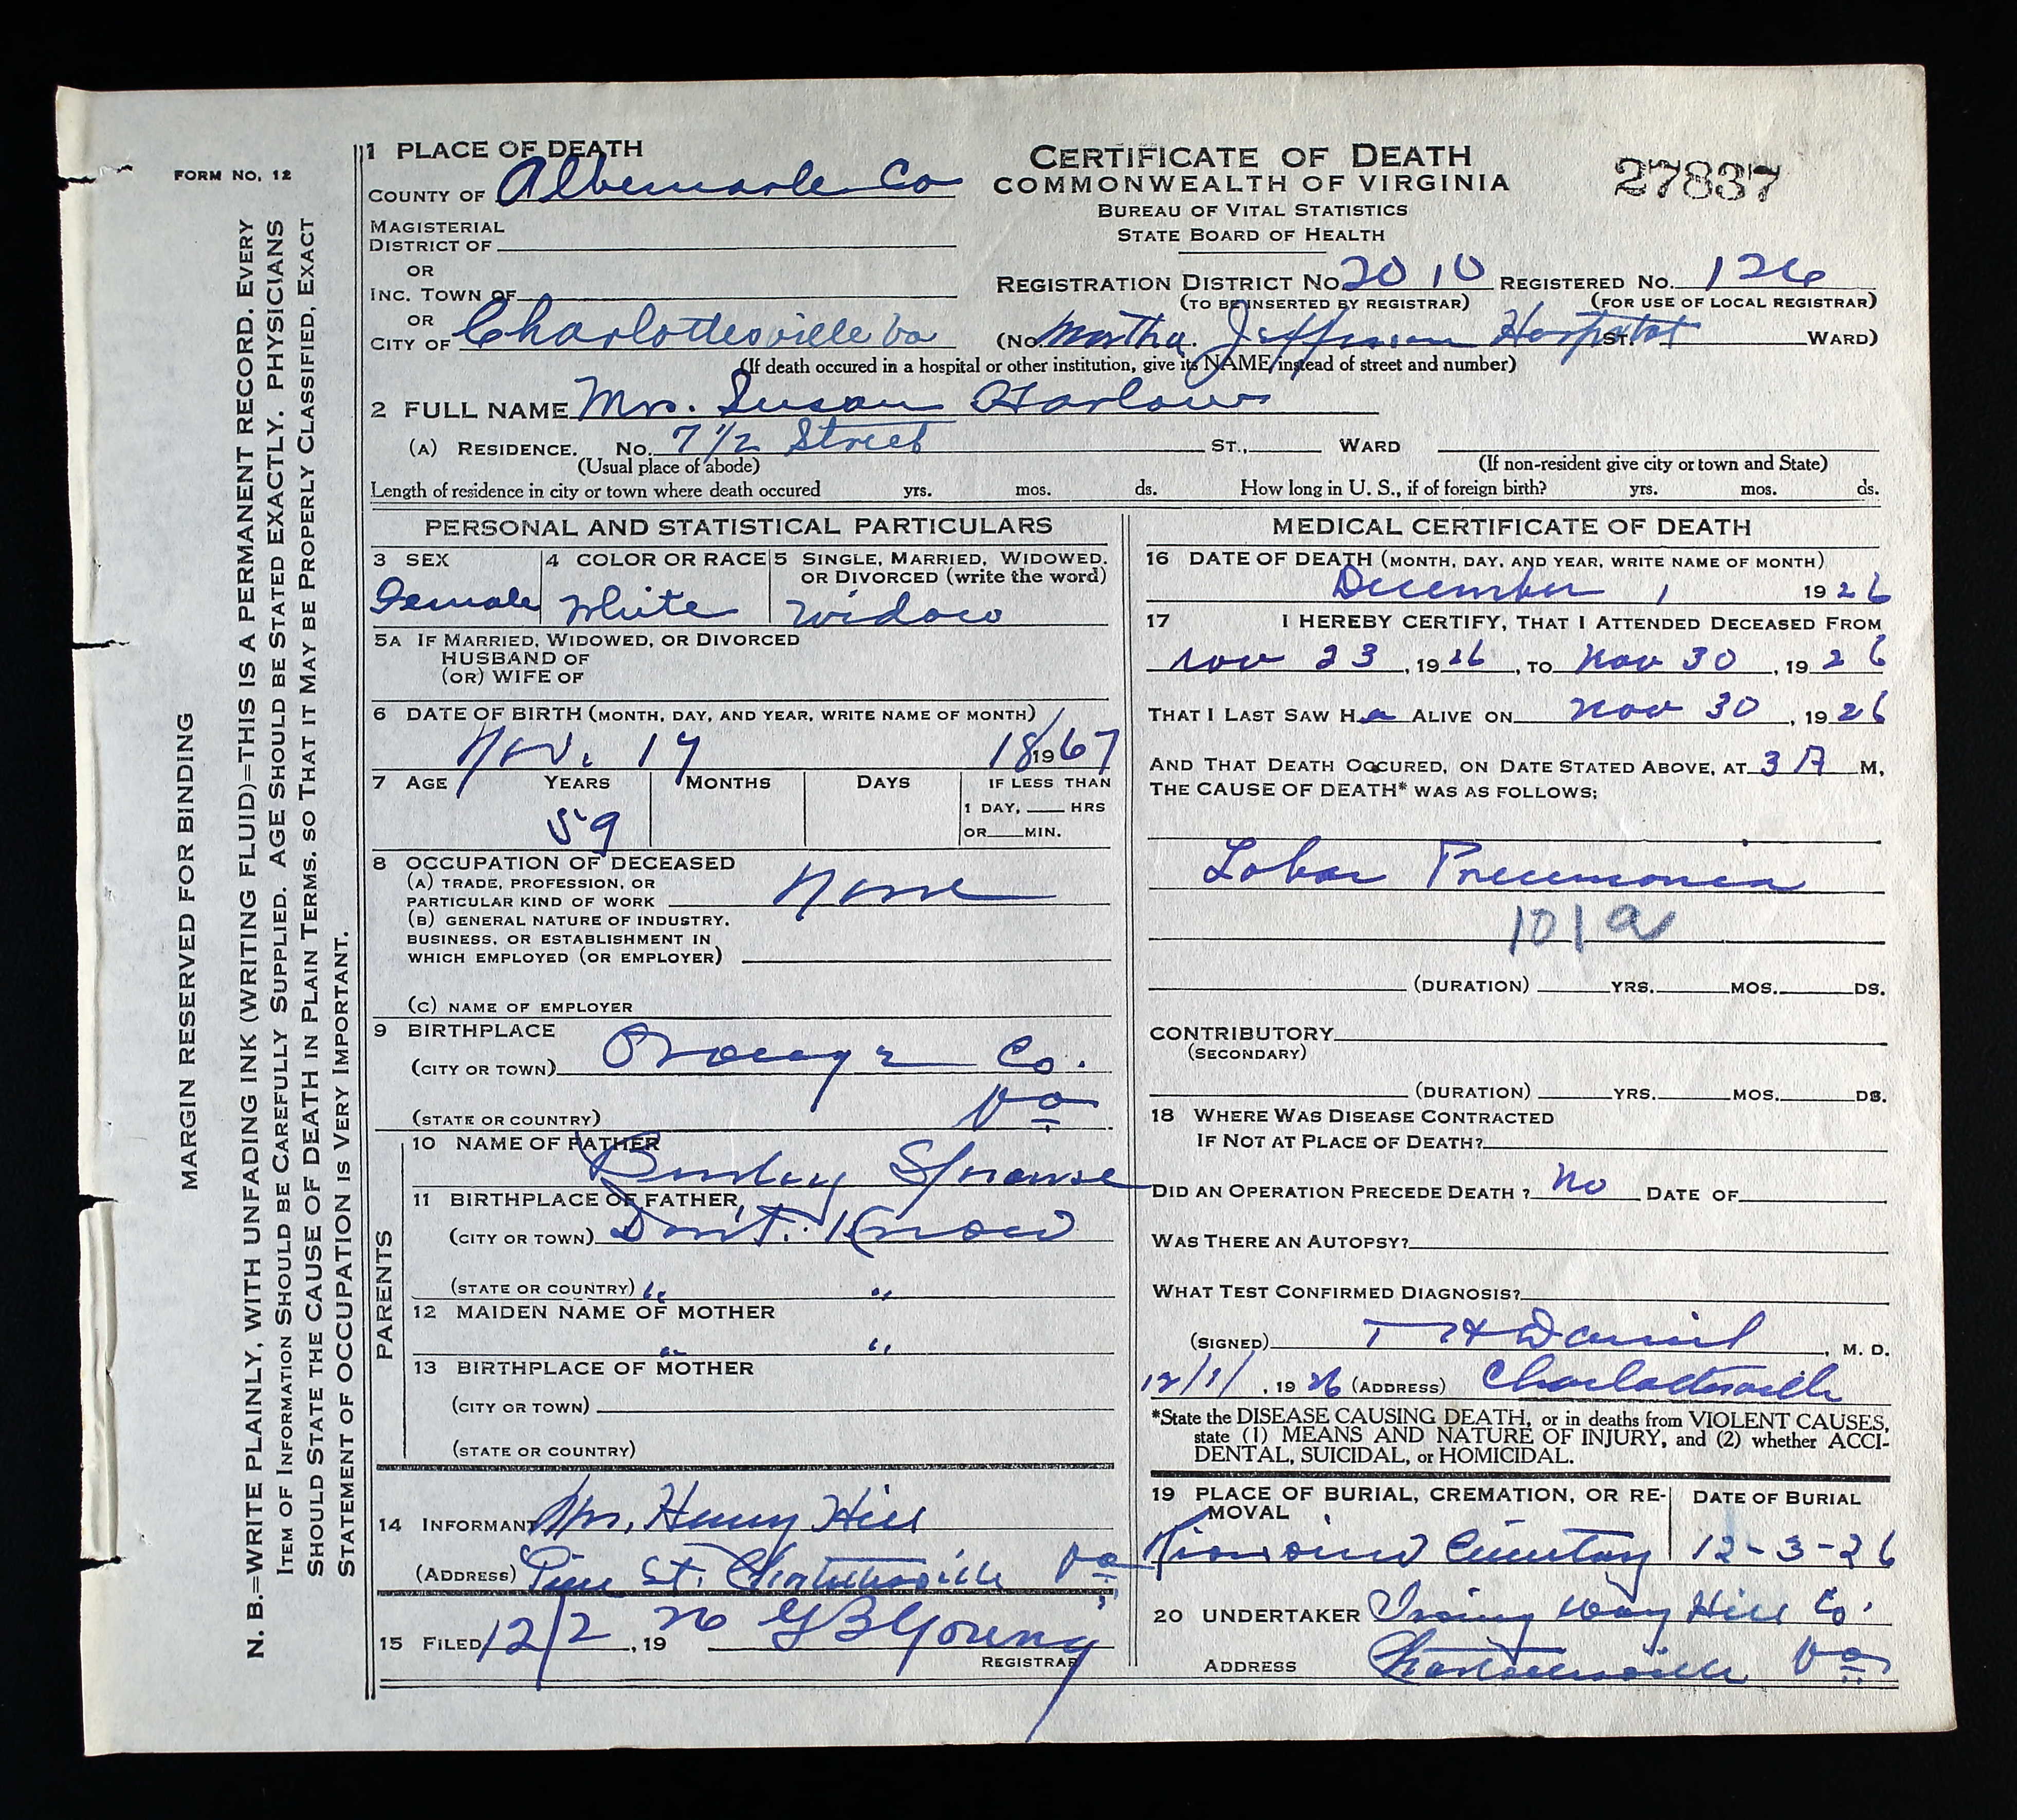 FORM NO. 12
MARGIN RESERVED FOR BINDING
N. B.=WRITE PLAINLY, WITH UNFADING INK (WRITING FLUID)=THIS IS A PERMANENT RECORD. EVERY
ITEM OF INFORMATION SHOULD BE CAREFULLY SUPPLIED. AGE SHOULD BE STATED EXACTLY. PHYSICIANS
SHOULD STATE THE CAUSE OF DEATH IN PLAIN TERMS, SO THAT IT MAY BE PROPERLY CLASSIFIED, EXACT
STATEMENT OF OCCUPATION IS VERY IMPORTANT.
1 PLACE OF DEATH
COUNTY OF Albemarle Co
MAGISTERIAL
DISTRICT OF
OR
INC. TOWN OF
OR
CITY OF Charlottesville Va
CERTIFICATE OF DEATH
COMMONWEALTH OF VIRGINIA
BUREAU OF VITAL STATISTICS
STATE BOARD OF HEALTH
27837
REGISTRATION DISTRICT NO. 2010 REGISTERED NO. 126
(TO BE INSERTED BY REGISTRAR) (FOR USE OF LOCAL REGISTRAR)
(NO. Martha Jefferson Hospital ST. WARD)
(If death occured in a hospital or other institution, give its NAME instead of street and number)
2 FULL NAME Mrs. Susan Harlow
(A) RESIDENCE. NO. 7 1/2 Street ST., WARD
(Usual place of abode) (If non-resident give city or town and State)
Length of residence in city or town where death occured yrs. mos. ds. How long in U. S., if of foreign birth? yrs. mos. ds.
PERSONAL AND STATISTICAL PARTICULARS
3 SEX 4 COLOR OR RACE 5 SINGLE, MARRIED, WIDOWED,
OR DIVORCED (write the word)
Female White Widow
5A IF MARRIED, WIDOWED, OR DIVORCED
HUSBAND OF
(OR) WIFE OF
6 DATE OF BIRTH (MONTH, DAY, AND YEAR, WRITE NAME OF MONTH)
Nov. 17 18 19 67
7 AGE YEARS MONTHS DAYS IF LESS THAN
1 DAY, HRS
59 OR MIN.
8 OCCUPATION OF DECEASED
(A) TRADE, PROFESSION, OR
PARTICULAR KIND OF WORK None
(B) GENERAL NATURE OF INDUSTRY,
BUSINESS, OR ESTABLISHMENT IN
WHICH EMPLOYED (OR EMPLOYER)
(C) NAME OF EMPLOYER
9 BIRTHPLACE
(CITY OR TOWN) Orange Co.
(STATE OR COUNTRY) Va
PARENTS
10 NAME OF FATHER
Sprouse
11 BIRTHPLACE OF FATHER,
(CITY OR TOWN) Don't Know
(STATE OR COUNTRY) " "
12 MAIDEN NAME OF MOTHER
" "
13 BIRTHPLACE OF MOTHER
(CITY OR TOWN)
(STATE OR COUNTRY)
14 INFORMANT Mrs. Henry Hill
(ADDRESS) Pine St. Charlottesville Va
15 FILED 12/2, 19 26 G B Young
REGISTRAR
MEDICAL CERTIFICATE OF DEATH
16 DATE OF DEATH (MONTH, DAY, AND YEAR, WRITE NAME OF MONTH)
December 1 1926
17 I HEREBY CERTIFY, THAT I ATTENDED DECEASED FROM
Nov 23, 1926, TO Nov 30, 1926
THAT I LAST SAW H ALIVE ON Nov 30, 1926
AND THAT DEATH OCCURED, ON DATE STATED ABOVE, AT 3 A M,
THE CAUSE OF DEATH* WAS AS FOLLOWS:
Lobar Pneumonia
101a
(DURATION) YRS. MOS. DS.
CONTRIBUTORY
(SECONDARY)
(DURATION) YRS. MOS. DS.
18 WHERE WAS DISEASE CONTRACTED
IF NOT AT PLACE OF DEATH?
DID AN OPERATION PRECEDE DEATH? No DATE OF
WAS THERE AN AUTOPSY?
WHAT TEST CONFIRMED DIAGNOSIS?
(SIGNED) Daniel, M. D.
12/1/, 1926 (ADDRESS) Charlottesville
*State the DISEASE CAUSING DEATH, or in deaths from VIOLENT CAUSES,
state (1) MEANS AND NATURE OF INJURY, and (2) whether ACCI-
DENTAL, SUICIDAL, or HOMICIDAL.
19 PLACE OF BURIAL, CREMATION, OR RE- DATE OF BURIAL
MOVAL
Cemetery 12-3-26
20 UNDERTAKER Irving Way Hill Co.
ADDRESS Charlottesville Va